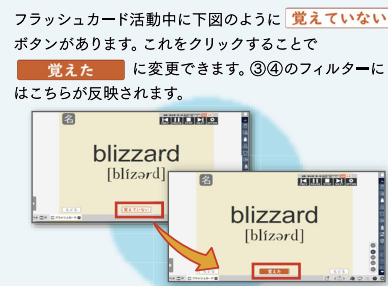 フラッシュカード活動中に下図のように 覚えていない
ボタンがあります。これをクリックすることで
覚えた に変更できます。③④のフィルターに
はこちらが反映されます。
名
blizzard
[blízərd]
覚えていない
名
blizzard
[blízərd]
覚えた